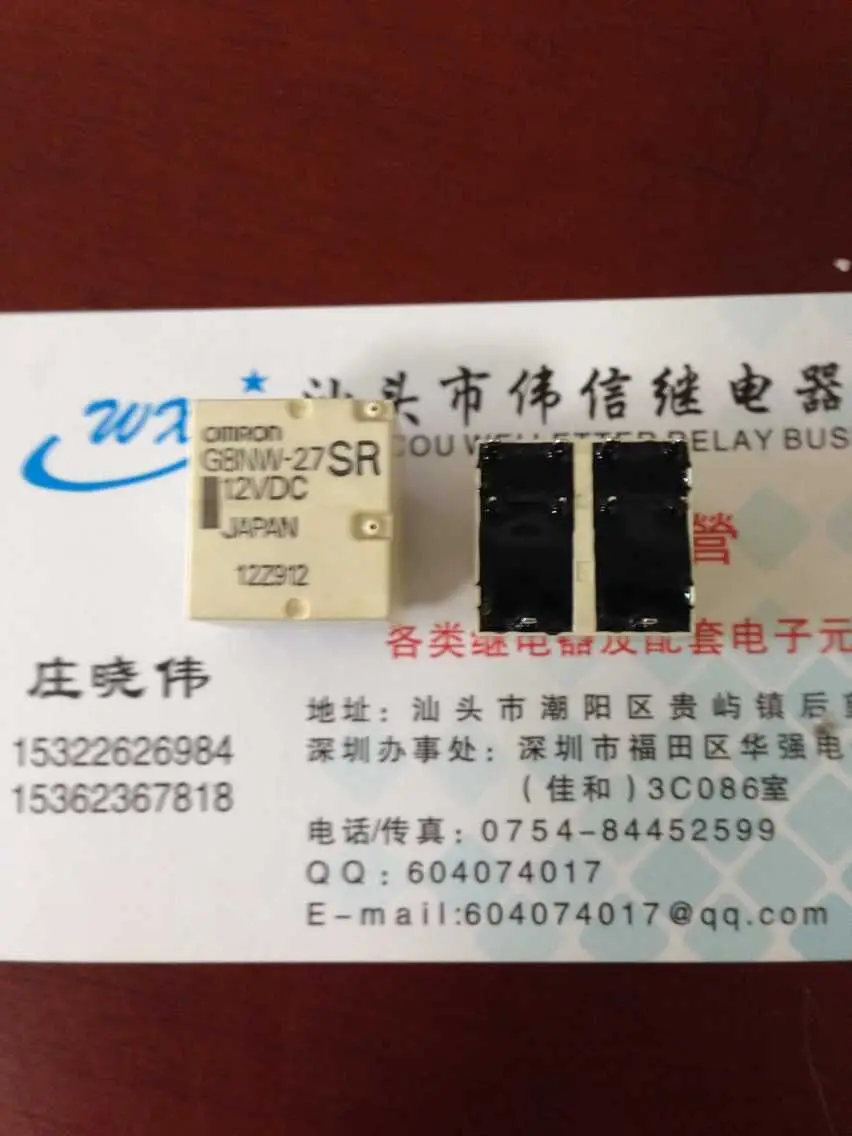 WX
汕头市伟信继电器
RELAY BUS
omron
G8NW-27SR
12VDC
JAPAN
12Z912
營
各类继电器及配套电子元
庄晓伟
15322626984
15362367818
地址：汕头市潮阳区贵屿镇后
深圳办事处：深圳市福田区华强电
(佳和)3C086室
电话/传真：0754-84452599
QQ：604074017
E-mail:604074017@qq.com